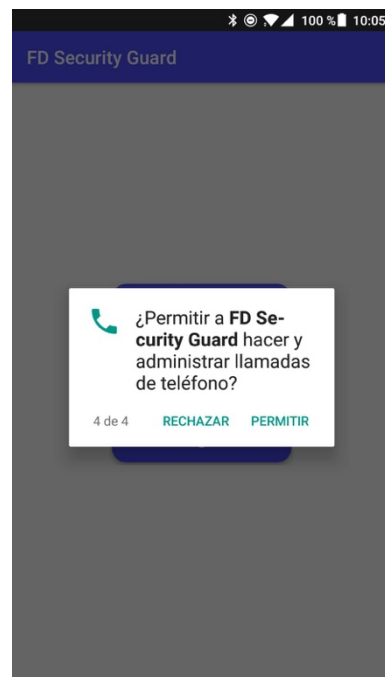 100 % 10:05
FD Security Guard
¿Permitir a FD Se-
curity Guard hacer y
administrar llamadas
de teléfono?
4 de 4 RECHAZAR PERMITIR